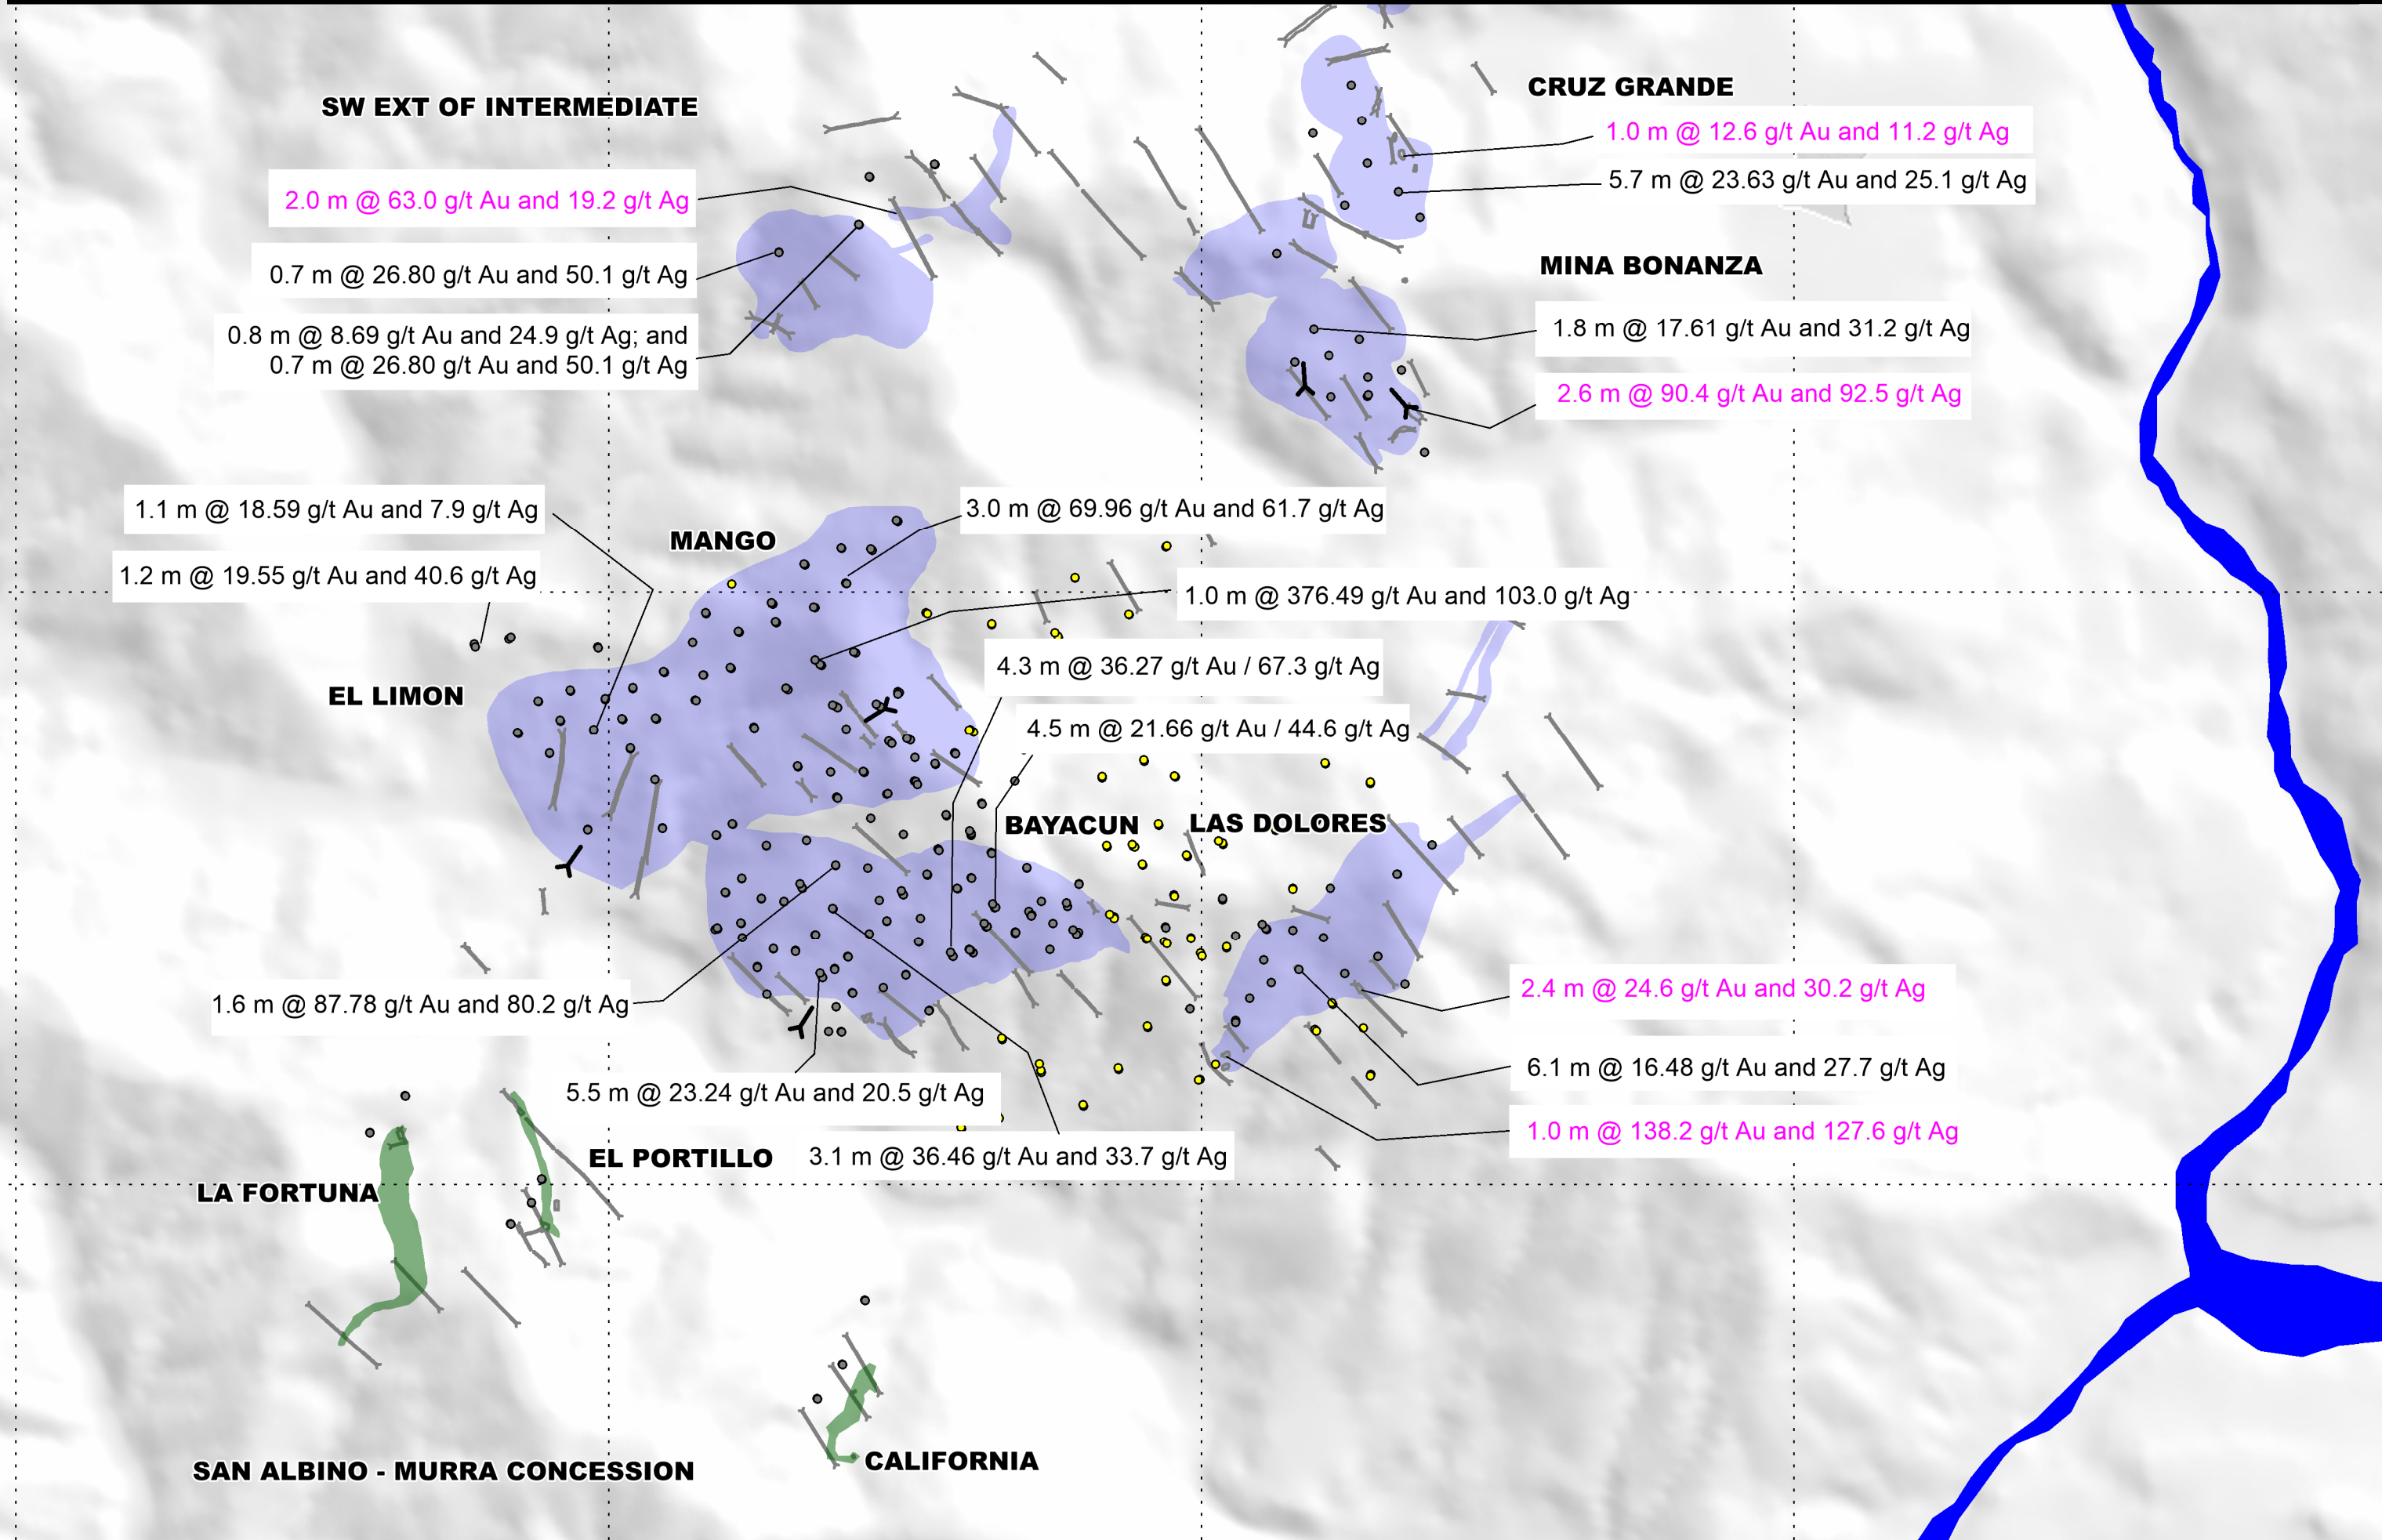 CRUZ GRANDE
SW EXT OF INTERMEDIATE
1.0 m @ 12.6 g/t Au and 11.2 g/t Ag
5.7 m @ 23.63 g/t Au and 25.1 g/t Ag
2.0 m @ 63.0 g/t Au and 19.2 g/t Ag
MINA BONANZA
0.7 m @ 26.80 g/t Au and 50.1 g/t Ag
1.8 m @ 17.61 g/t Au and 31.2 g/t Ag
0.8 m @ 8.69 g/t Au and 24.9 g/t Ag; and
0.7 m @ 26.80 g/t Au and 50.1 g/t Ag
2.6 m @ 90.4 g/t Au and 92.5 g/t Ag
1.1 m @ 18.59 g/t Au and 7.9 g/t Ag
3.0 m @ 69.96 g/t Au and 61.7 g/t Ag
MANGO
1.2 m @ 19.55 g/t Au and 40.6 g/t Ag
1.0 m @ 376.49 g/t Au and 103.0 g/t Ag
4.3 m @ 36.27 g/t Au / 67.3 g/t Ag
EL LIMON
4.5 m @ 21.66 g/t Au / 44.6 g/t Ag
BAYACUN
LAS DOLORES
2.4 m @ 24.6 g/t Au and 30.2 g/t Ag
1.6 m @ 87.78 g/t Au and 80.2 g/t Ag
6.1 m @ 16.48 g/t Au and 27.7 g/t Ag
5.5 m @ 23.24 g/t Au and 20.5 g/t Ag
1.0 m @ 138.2 g/t Au and 127.6 g/t Ag
EL PORTILLO
3.1 m @ 36.46 g/t Au and 33.7 g/t Ag
LA FORTUNA
CALIFORNIA
SAN ALBINO - MURRA CONCESSION